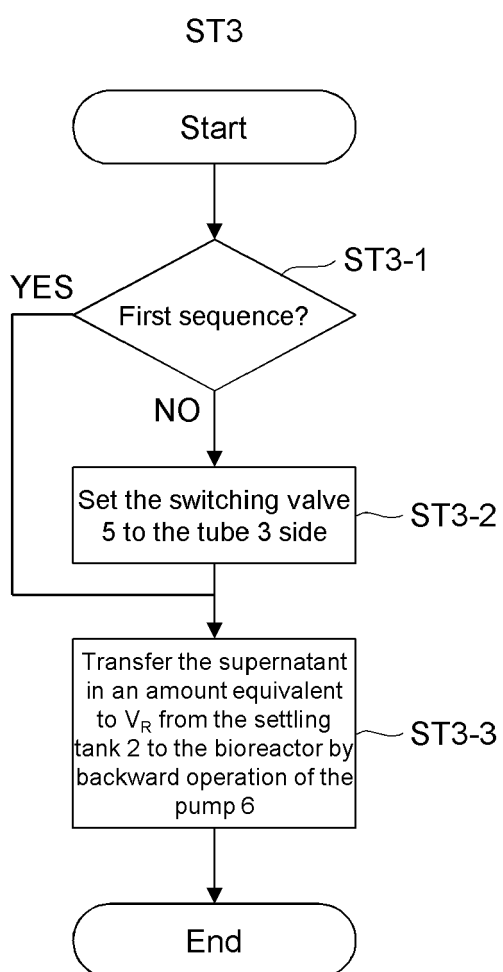 ST3
Start
ST3-1
YES
First sequence?
NO
Set the switching valve
5 to the tube 3 side
ST3-2
Transfer the supernatant
in an amount equivalent
to VR from the settling
tank 2 to the bioreactor by
backward operation of the
pump 6
ST3-3
End